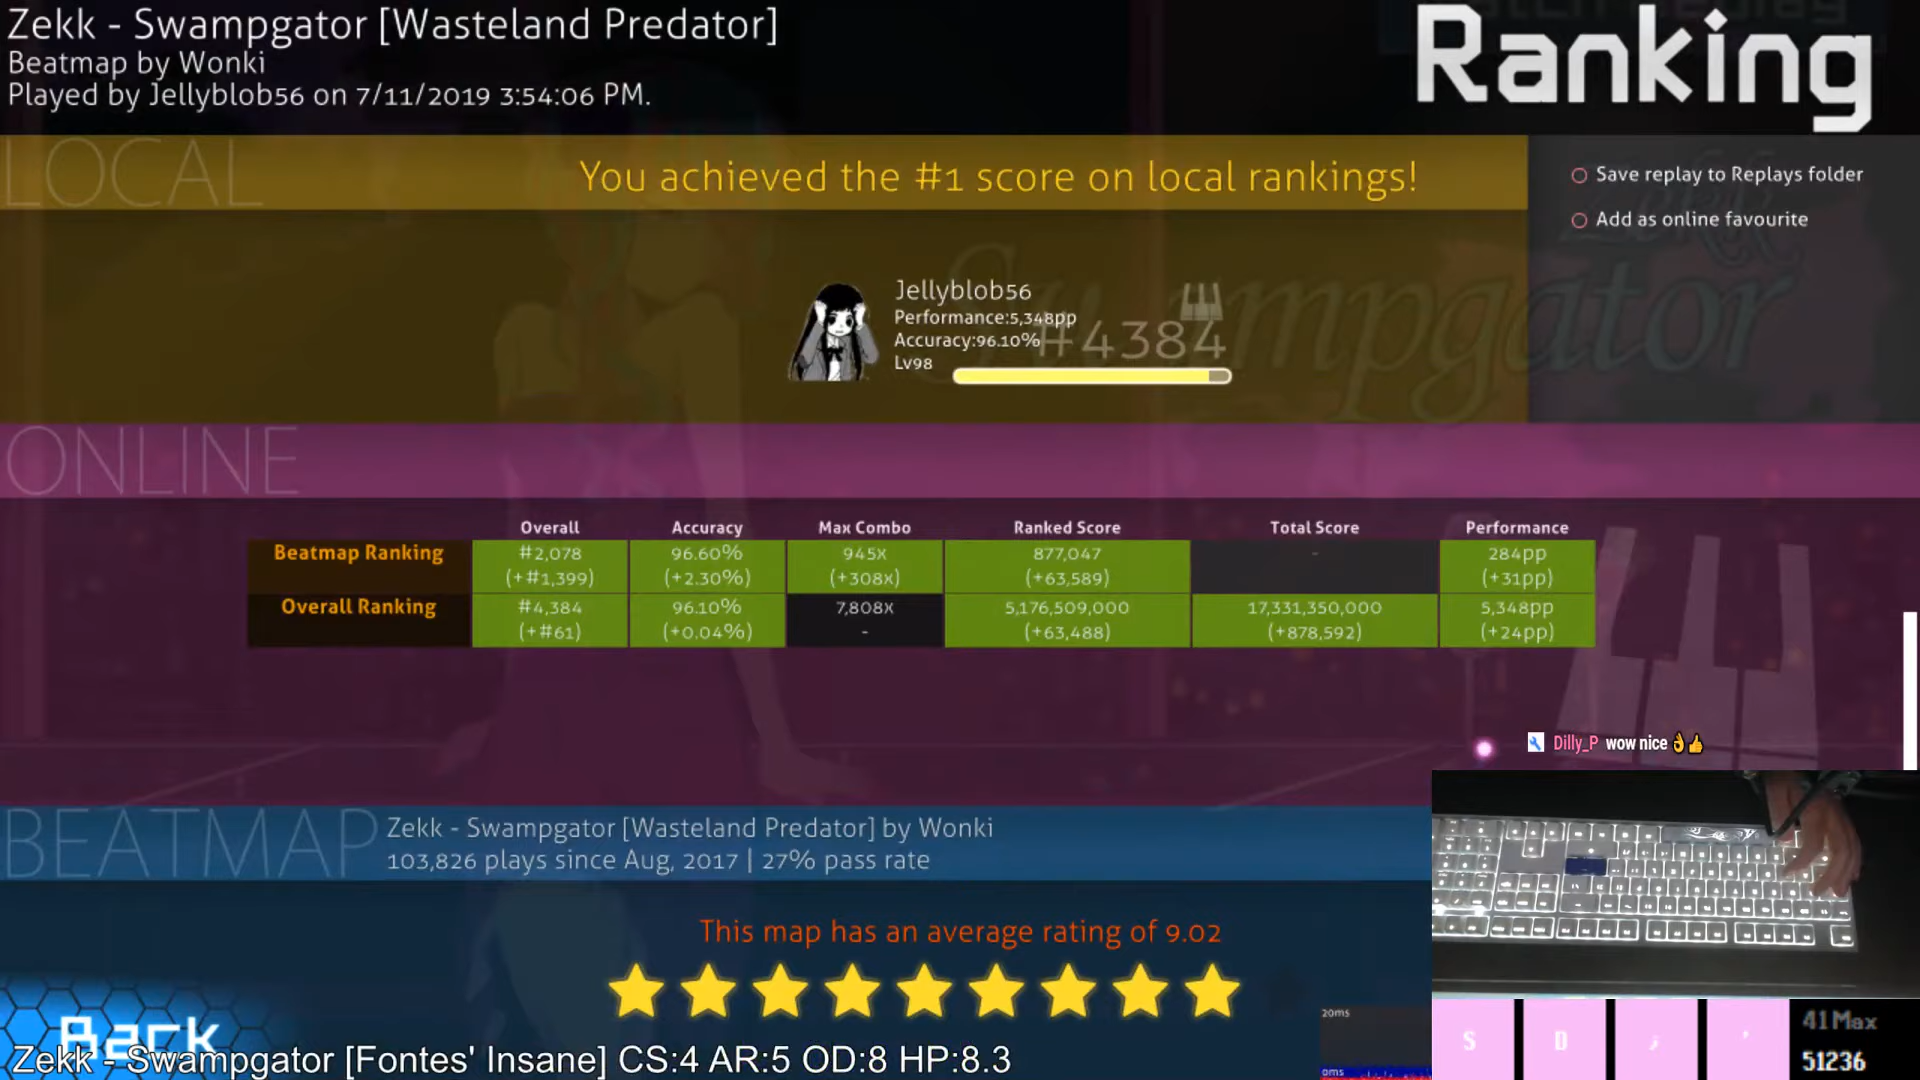 Zekk - Swampgator [Wasteland Predator]
Beatmap by Wonki
Played by Jellyblob56 on 7/11/2019 3:54:06 PM.
Ranking
LOCAL
You achieved the #1 score on local rankings!
Save replay to Replays folder
Add as online favourite
Jellyblob56
Performance:5,348pp
Accuracy:96.10%
Lv98
#4384
ONLINE
Overall Accuracy Max Combo Ranked Score Total Score Performance
Beatmap Ranking #2,078 96.60% 945x 877,047 - 284pp
(+#1,399) (+2.30%) (+308x) (+63,589) (+31pp)
Overall Ranking #4,384 96.10% 7,808x 5,176,509,000 17,331,350,000 5,348pp
(+#61) (+0.04%) - (+63,488) (+878,592) (+24pp)
Dilly_P wow nice 👌👍
BEATMAP
Zekk - Swampgator [Wasteland Predator] by Wonki
103,826 plays since Aug, 2017 | 27% pass rate
This map has an average rating of 9.02
Back
Zekk - Swampgator [Fontes' Insane] CS:4 AR:5 OD:8 HP:8.3
20ms
0ms
S D ; '
41Max
51236